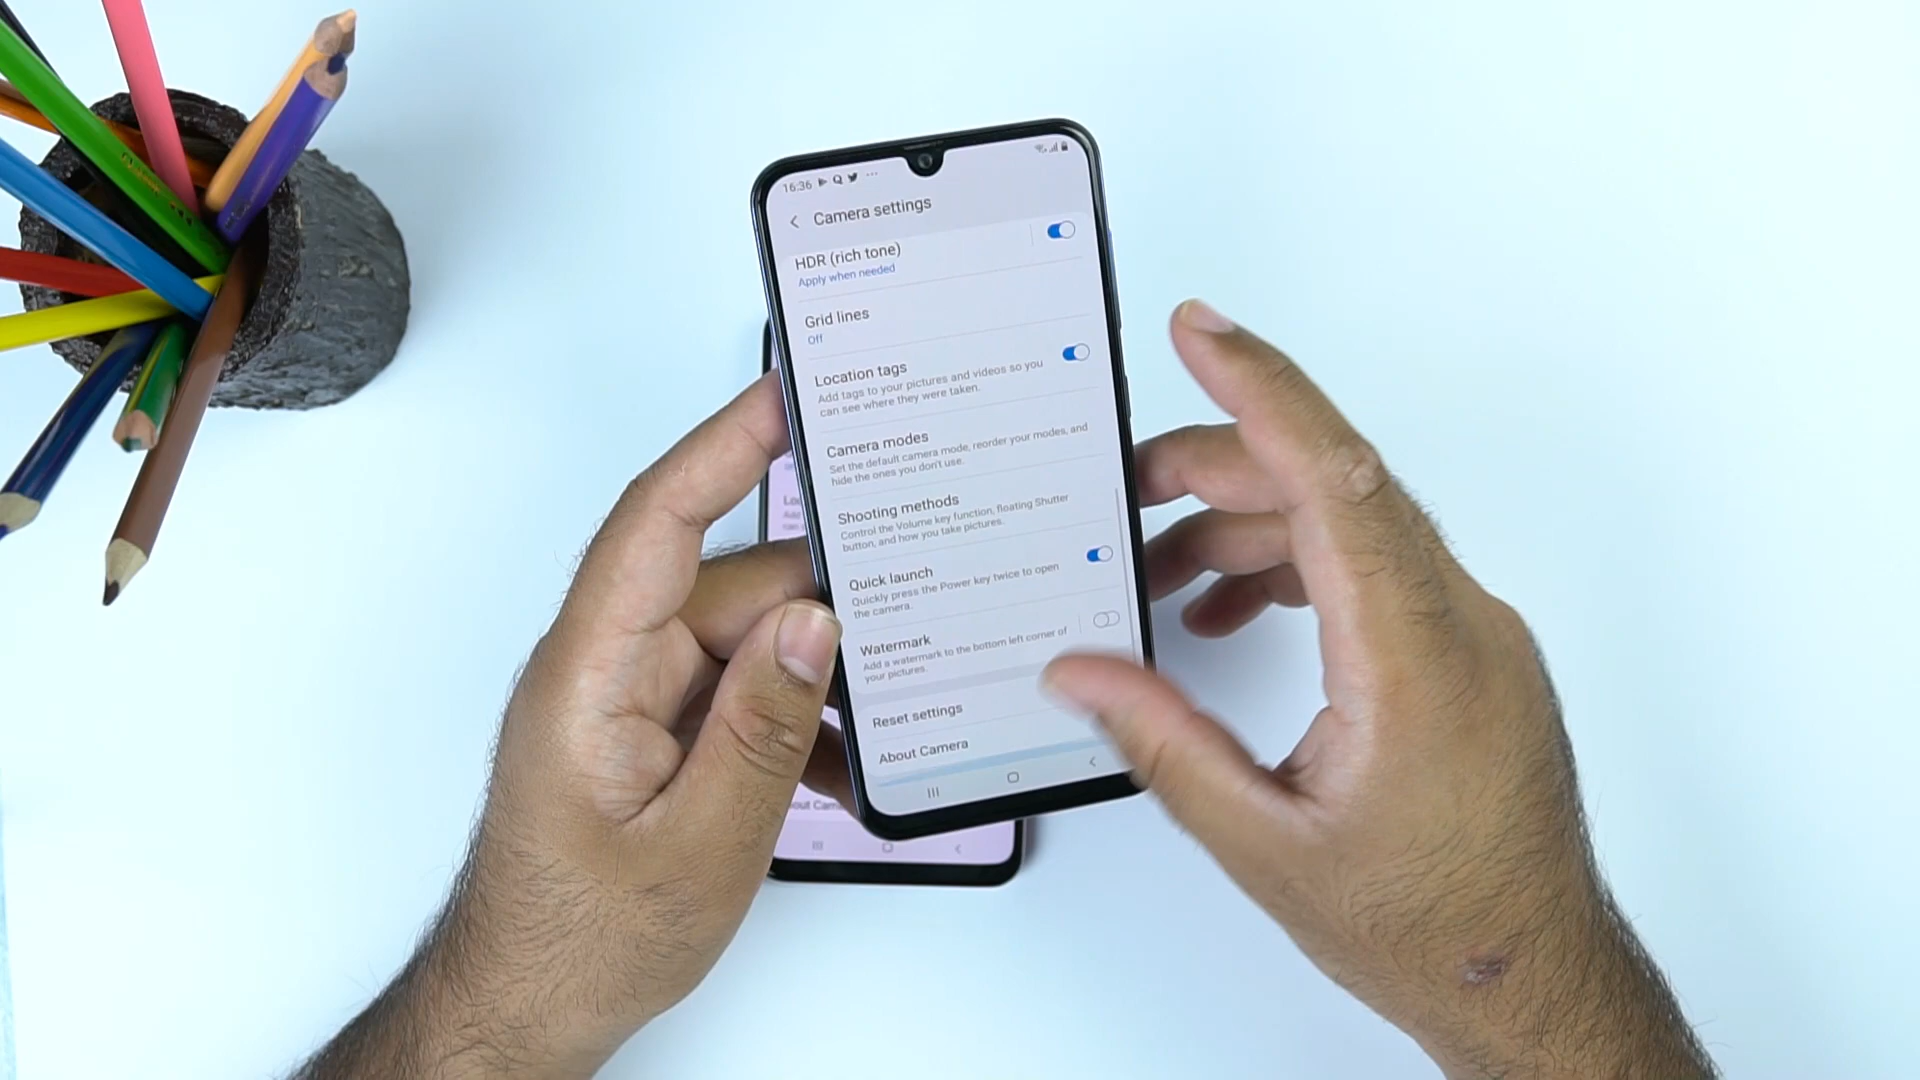 16:36
Camera settings
HDR (rich tone)
Apply when needed
Grid lines
Off
Location tags
Add tags to your pictures and videos so you
can see where they were taken.
Camera modes
Set the default camera mode, reorder your modes, and
hide the ones you don't use.
Shooting methods
Control the Volume key function, floating Shutter
button, and how you take pictures.
Quick launch
Quickly press the Power key twice to open
the camera.
Watermark
Add a watermark to the bottom left corner of
your pictures.
Reset settings
About Camera